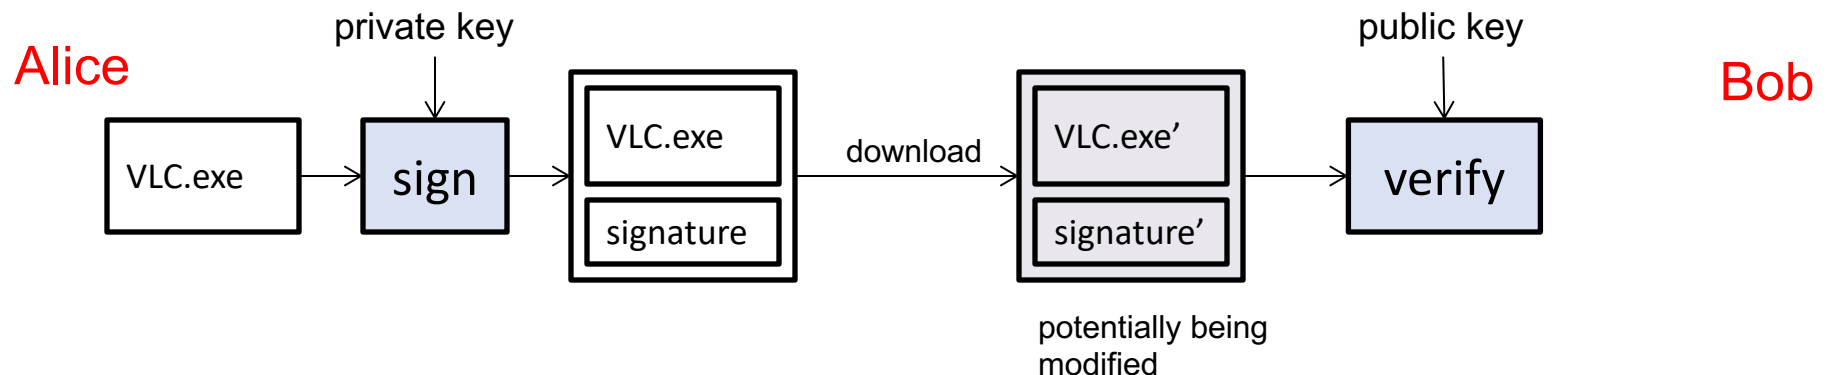 Alice
private key
public key
Bob
VLC.exe
sign
VLC.exe
signature
download
VLC.exe’
signature’
verify
potentially being
modified